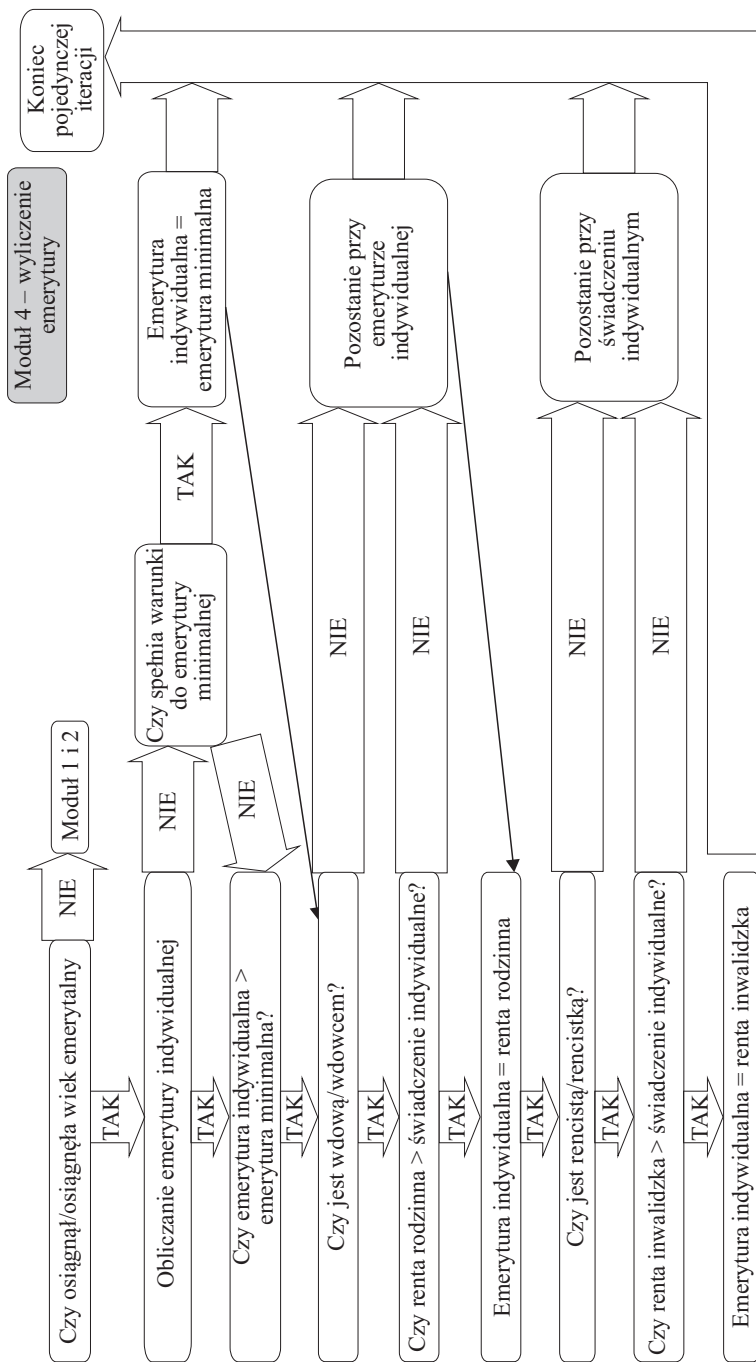 Moduł 4 – wyliczenie
emerytury
Koniec
pojedynczej
iteracji
Czy osiągnął/osiągnęła wiek emerytalny
NIE
Moduł 1 i 2
TAK
Obliczanie emerytury indywidualnej
NIE
Czy spełnia warunki
do emerytury
minimalnej
TAK
Emerytura
indywidualna =
emerytura minimalna
TAK
NIE
Czy emerytura indywidualna >
emerytura minimalna?
TAK
Czy jest wdową/wdowcem?
NIE
Pozostanie przy
emeryturze
indywidualnej
TAK
Czy renta rodzinna > świadczenie indywidualne?
NIE
TAK
Emerytura indywidualna = renta rodzinna
TAK
Czy jest rencistą/rencistką?
NIE
Pozostanie przy
świadczeniu
indywidualnym
TAK
Czy renta inwalidzka > świadczenie indywidualne?
NIE
TAK
Emerytura indywidualna = renta inwalidzka